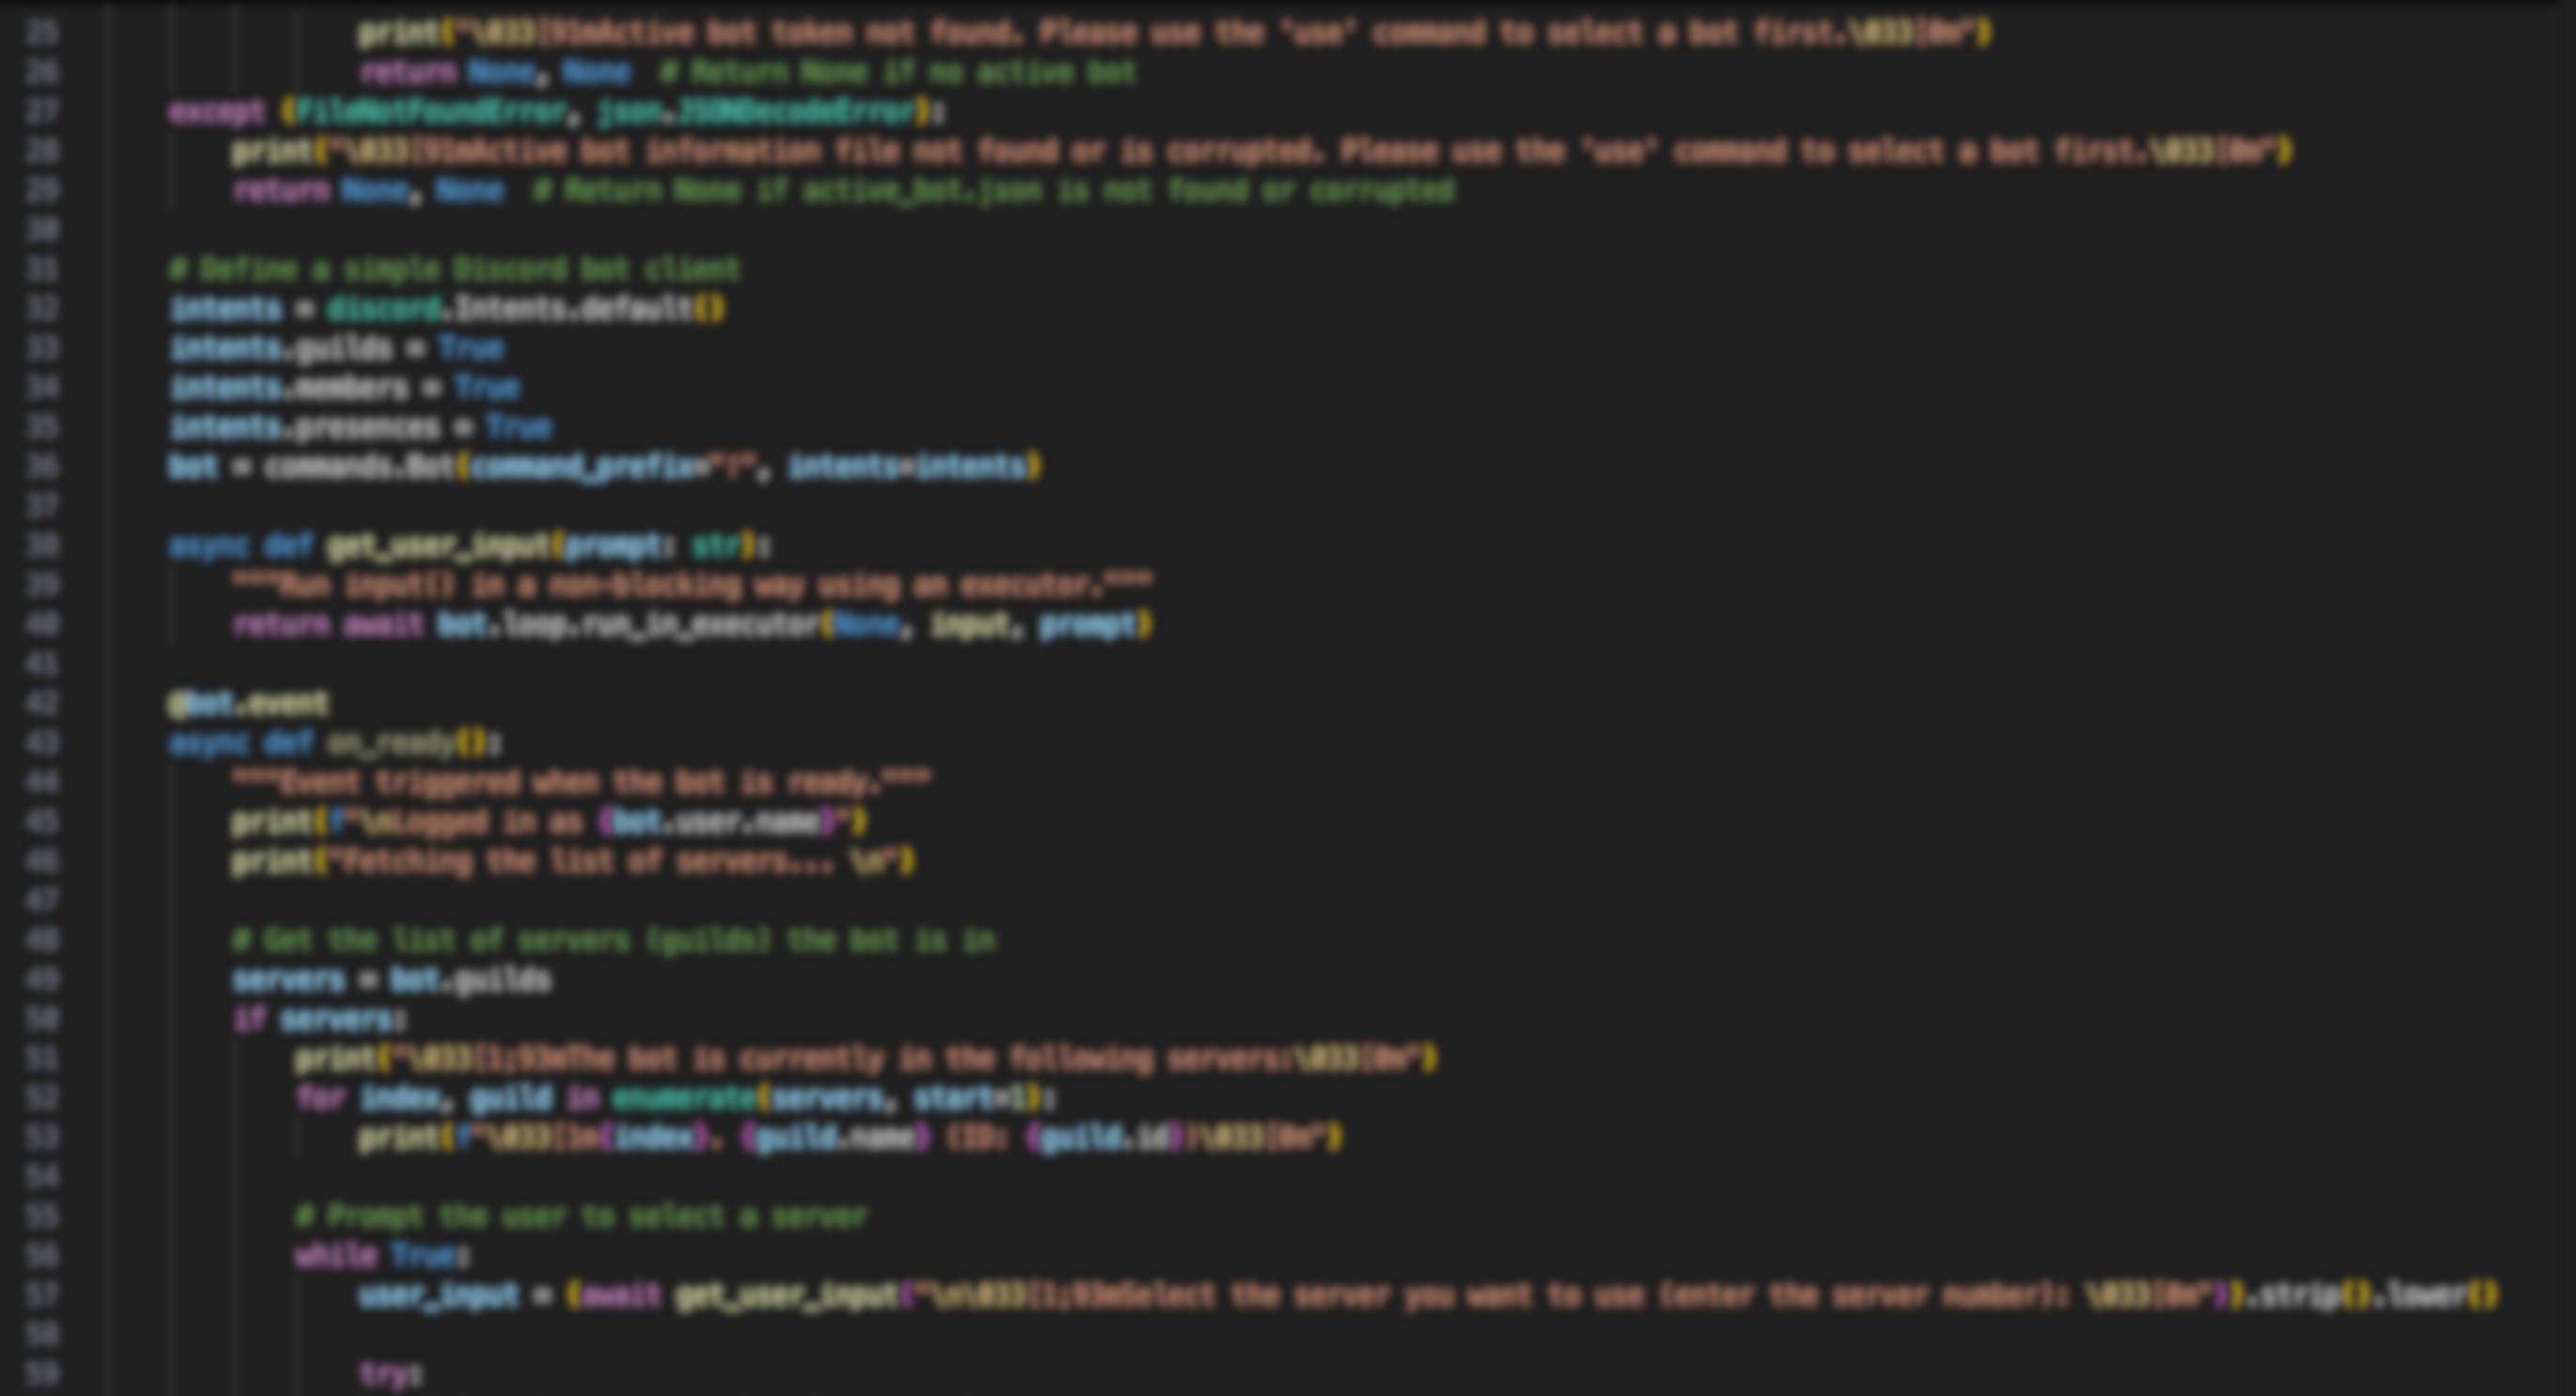 25 print("\033[91mActive bot token not found. Please use the 'use' command to select a bot first.\033[0m")
26 return None, None  # Return None if no active bot
27 except (FileNotFoundError, json.JSONDecodeError):
28 print("\033[91mActive bot information file not found or is corrupted. Please use the 'use' command to select a bot first.\033[0m")
29 return None, None  # Return None if active_bot.json is not found or corrupted
30
31 # Define a simple Discord bot client
32 intents = discord.Intents.default()
33 intents.guilds = True
34 intents.members = True
35 intents.presences = True
36 bot = commands.Bot(command_prefix="!", intents=intents)
37
38 async def get_user_input(prompt: str):
39 """Run input() in a non-blocking way using an executor."""
40 return await bot.loop.run_in_executor(None, input, prompt)
41
42 @bot.event
43 async def on_ready():
44 """Event triggered when the bot is ready."""
45 print(f"\nLogged in as {bot.user.name}")
46 print("Fetching the list of servers... \n")
47
48 # Get the list of servers (guilds) the bot is in
49 servers = bot.guilds
50 if servers:
51 print("\033[1;93mThe bot is currently in the following servers:\033[0m")
52 for index, guild in enumerate(servers, start=1):
53 print(f"\033[1m{index}. {guild.name} (ID: {guild.id})\033[0m")
54
55 # Prompt the user to select a server
56 while True:
57 user_input = (await get_user_input("\n\033[1;93mSelect the server you want to use (enter the server number): \033[0m")).strip().lower()
58
59 try: